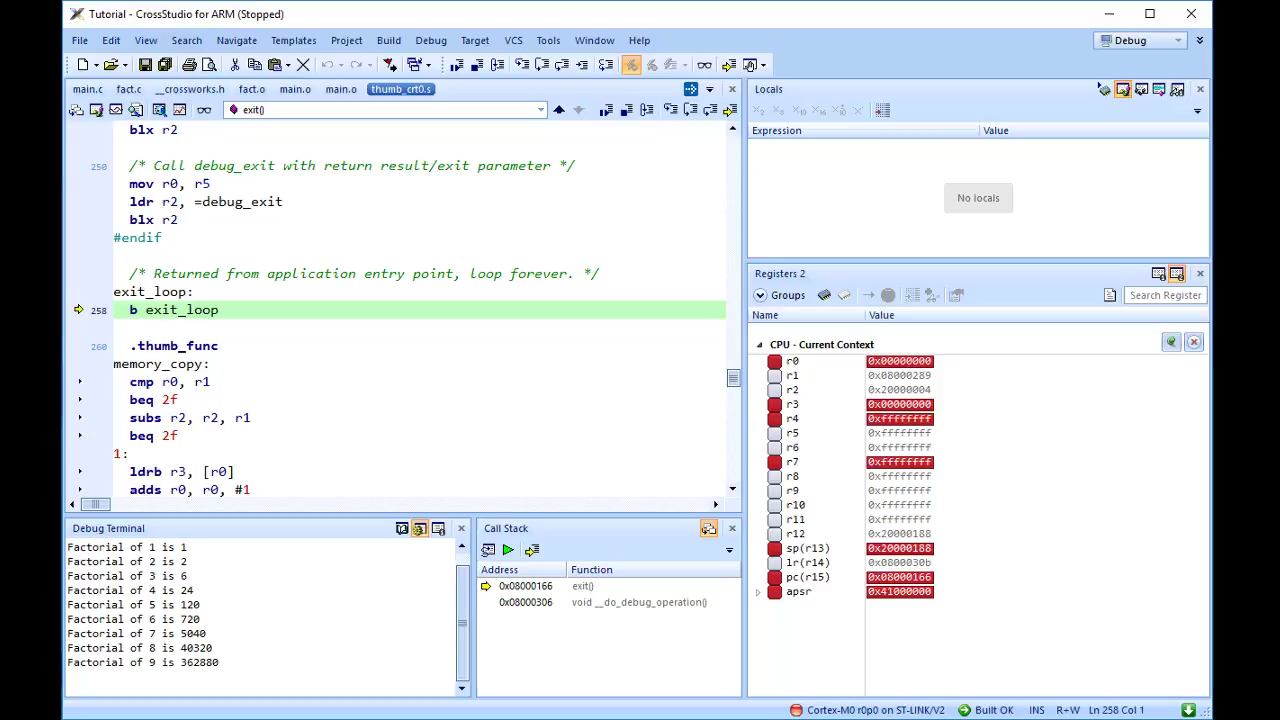 Tutorial - CrossStudio for ARM (Stopped)
File Edit View Search Navigate Templates Project Build Debug Target VCS Tools Window Help
Debug
main.c fact.c __crossworks.h fact.o main.o main.o thumb_crt0.s
exit()
blx r2
250 /* Call debug_exit with return result/exit parameter */
mov r0, r5
ldr r2, =debug_exit
blx r2
#endif
/* Returned from application entry point, loop forever. */
exit_loop:
258 b exit_loop
260 .thumb_func
memory_copy:
cmp r0, r1
beq 2f
subs r2, r2, r1
beq 2f
1:
ldrb r3, [r0]
adds r0, r0, #1
Locals
Expression Value
No locals
Registers 2
Groups
Search Register
Name Value
CPU - Current Context
r0 0x00000000
r1 0x08000289
r2 0x20000004
r3 0x00000000
r4 0xffffffff
r5 0xffffffff
r6 0xffffffff
r7 0xffffffff
r8 0xffffffff
r9 0xffffffff
r10 0xffffffff
r11 0xffffffff
r12 0x20000188
sp(r13) 0x20000188
lr(r14) 0x0800030b
pc(r15) 0x08000166
apsr 0x41000000
Debug Terminal
Factorial of 1 is 1
Factorial of 2 is 2
Factorial of 3 is 6
Factorial of 4 is 24
Factorial of 5 is 120
Factorial of 6 is 720
Factorial of 7 is 5040
Factorial of 8 is 40320
Factorial of 9 is 362880
Call Stack
Address Function
0x08000166 exit()
0x08000306 void __do_debug_operation()
Cortex-M0 r0p0 on ST-LINK/V2 Built OK INS R+W Ln 258 Col 1